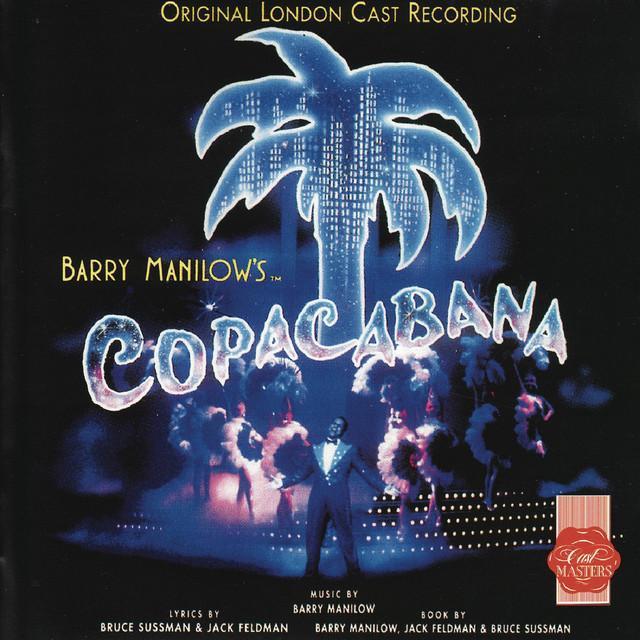 ORIGINAL LONDON CAST RECORDING
BARRY MANILOW'S™
COPACABANA
Cast
MASTERS
MUSIC BY
BARRY MANILOW
LYRICS BY
BRUCE SUSSMAN & JACK FELDMAN
BOOK BY
BARRY MANILOW, JACK FELDMAN & BRUCE SUSSMAN